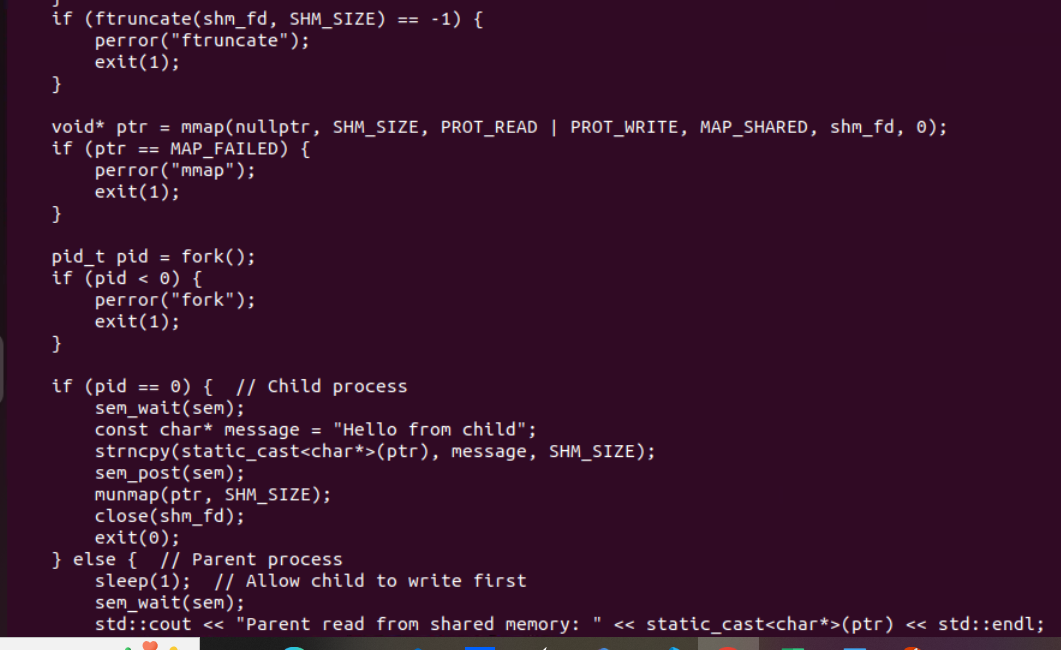 }
if (ftruncate(shm_fd, SHM_SIZE) == -1) {
    perror("ftruncate");
    exit(1);
}

void* ptr = mmap(nullptr, SHM_SIZE, PROT_READ | PROT_WRITE, MAP_SHARED, shm_fd, 0);
if (ptr == MAP_FAILED) {
    perror("mmap");
    exit(1);
}

pid_t pid = fork();
if (pid < 0) {
    perror("fork");
    exit(1);
}

if (pid == 0) {  // Child process
    sem_wait(sem);
    const char* message = "Hello from child";
    strncpy(static_cast<char*>(ptr), message, SHM_SIZE);
    sem_post(sem);
    munmap(ptr, SHM_SIZE);
    close(shm_fd);
    exit(0);
} else {  // Parent process
    sleep(1);  // Allow child to write first
    sem_wait(sem);
    std::cout << "Parent read from shared memory: " << static_cast<char*>(ptr) << std::endl;